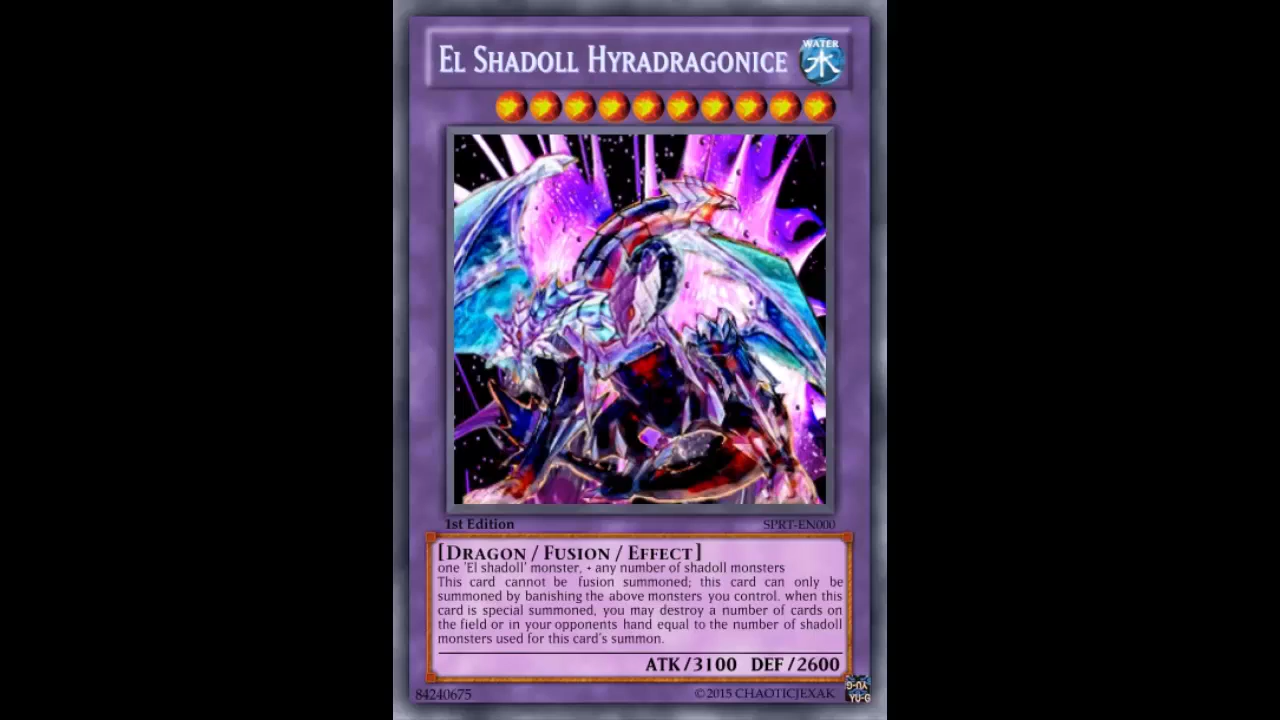 EL SHADOLL HYRADRAGONICE
WATER
水
1st Edition
SPRT-EN000
[DRAGON / FUSION / EFFECT]
one 'El shadoll' monster, + any number of shadoll monsters
This card cannot be fusion summoned; this card can only be
summoned by banishing the above monsters you control. when this
card is special summoned, you may destroy a number of cards on
the field or in your opponents hand equal to the number of shadoll
monsters used for this card's summon.
ATK/3100 DEF/2600
84240675
©2015 CHAOTICJEXAK